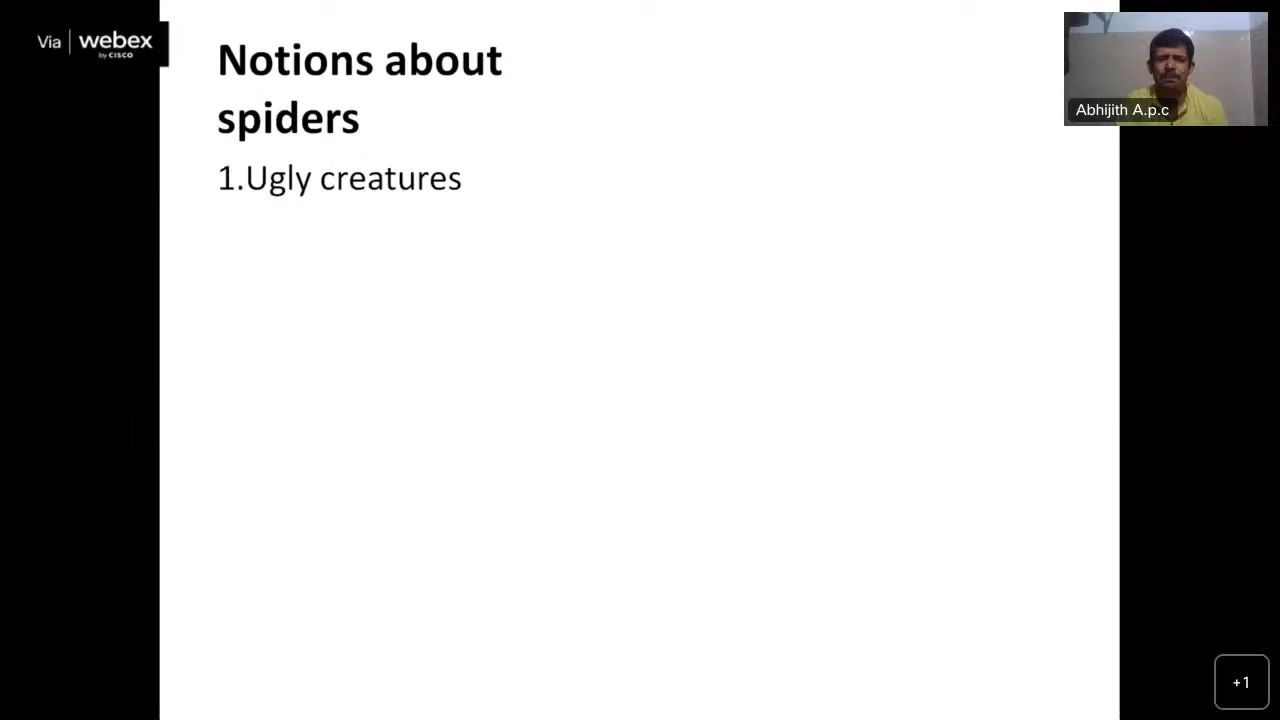 Via | webex
by CISCO
Notions about
spiders
1.Ugly creatures
Abhijith A.p.c
+1